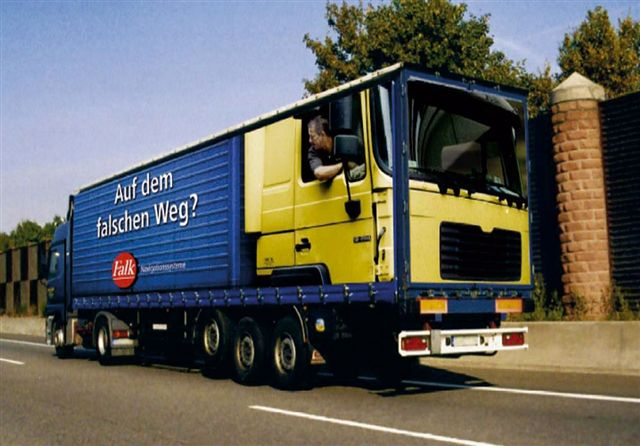 Auf dem
falschen Weg?
Falk
Navigationssysteme